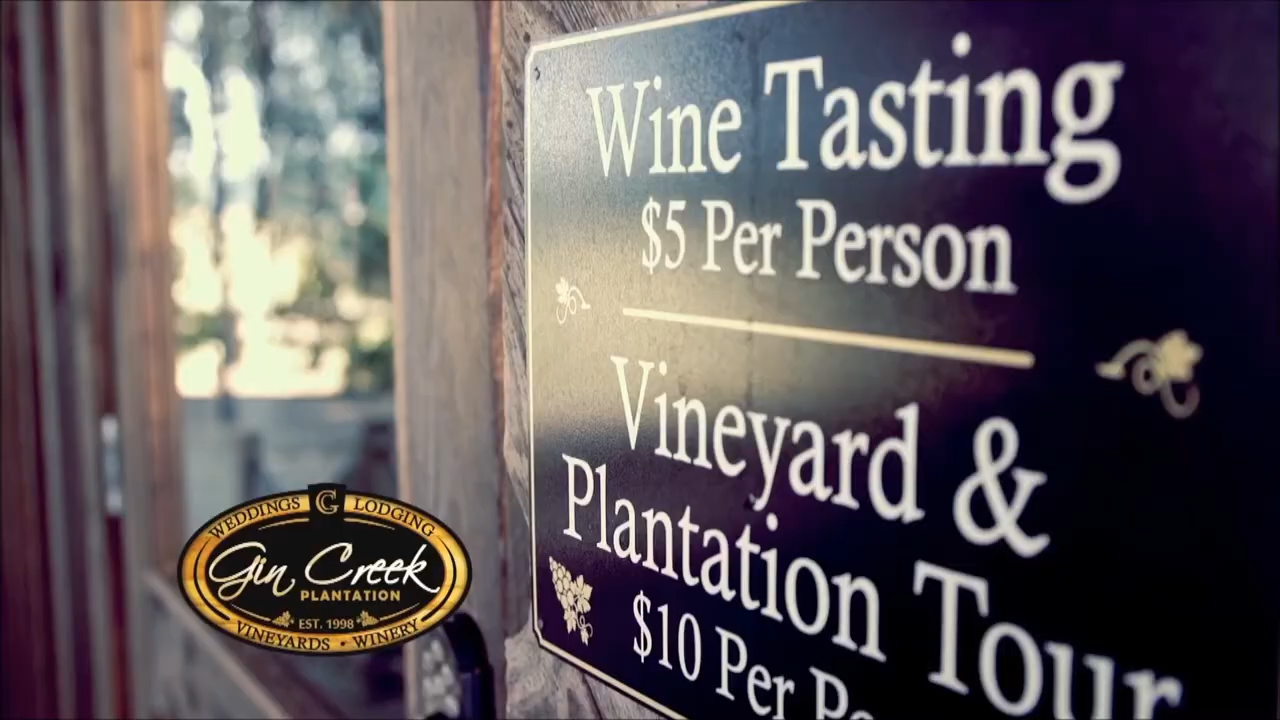 Wine Tasting
$5 Per Person
Vineyard &
Plantation Tour
$10 Per Pe
WEDDINGS G LODGING
Gin Creek
PLANTATION
EST. 1998
VINEYARDS • WINERY